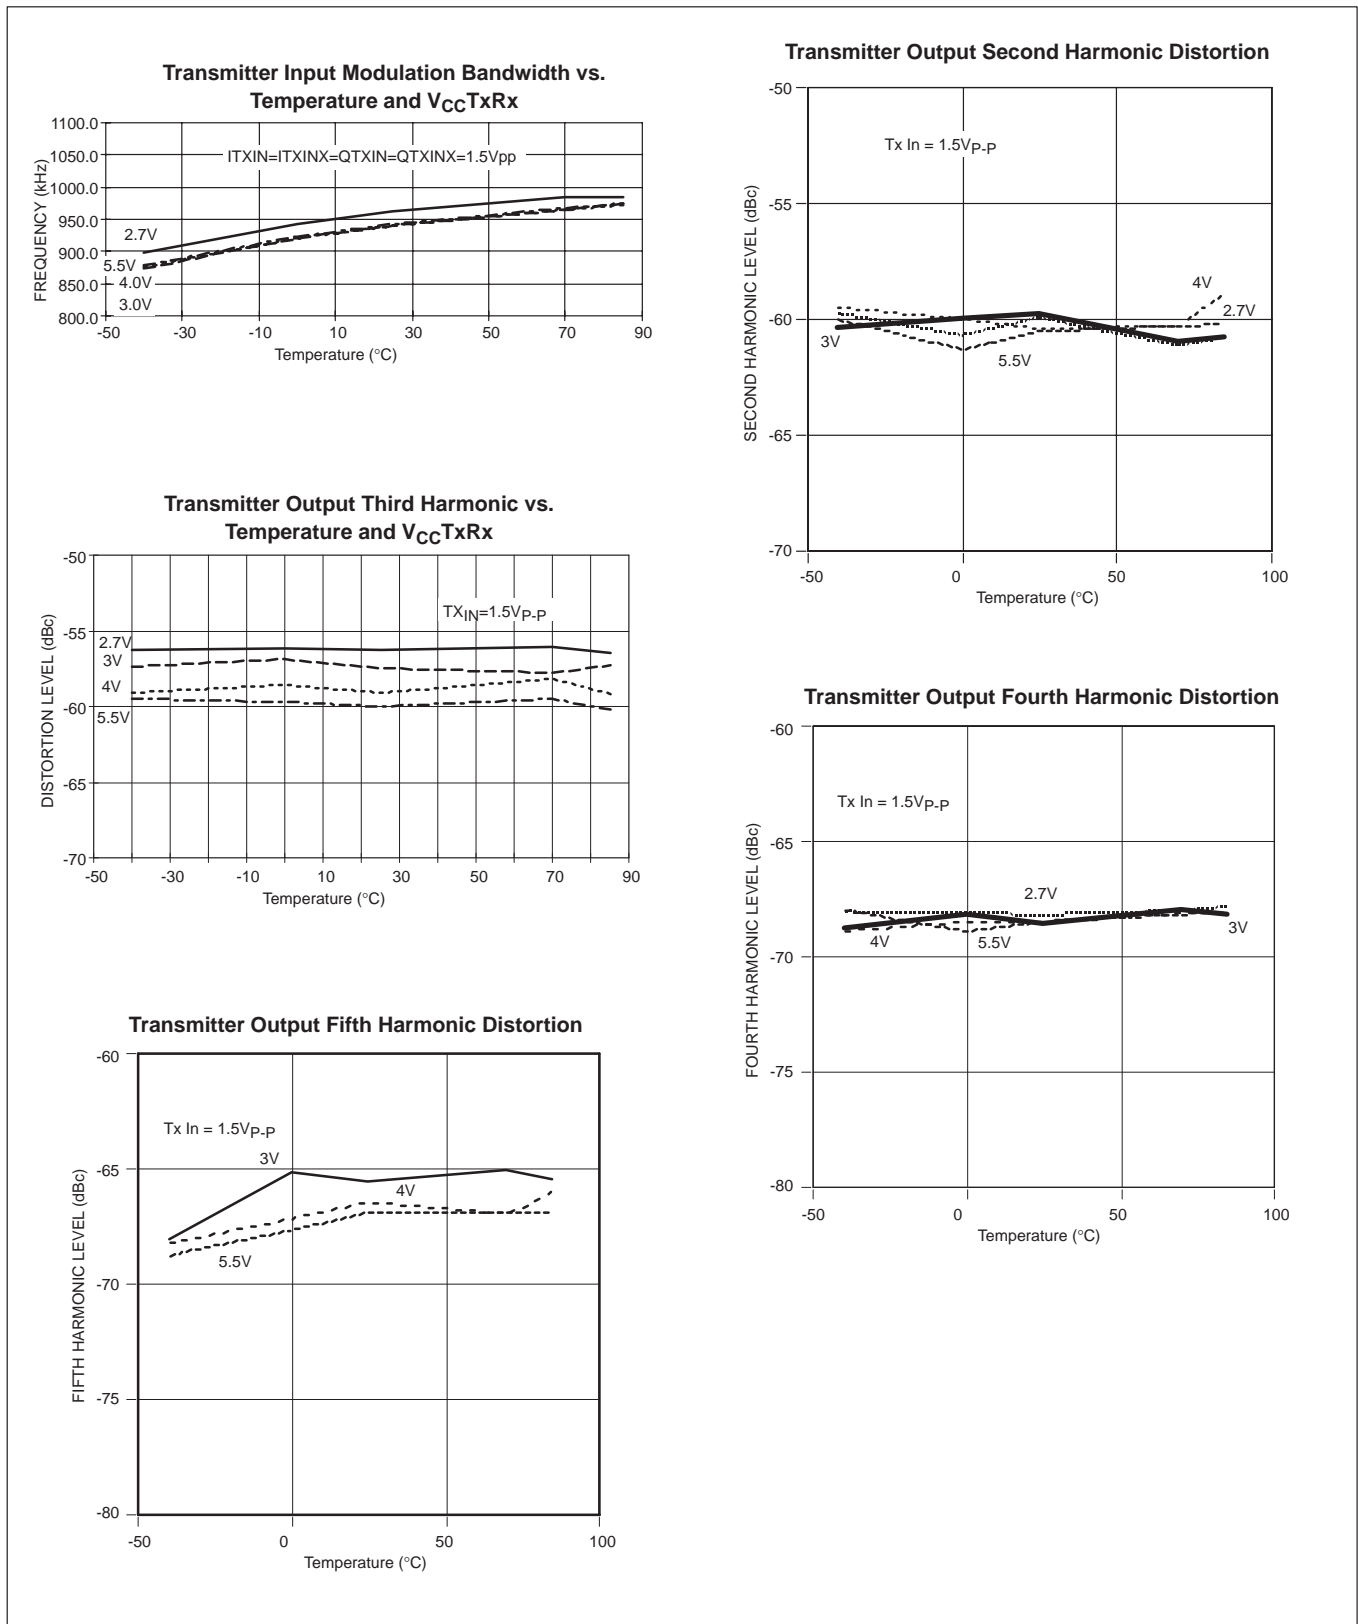 Transmitter Input Modulation Bandwidth vs.
Temperature and VCCTxRx
1100.0
1050.0
1000.0
950.0
900.0
850.0
800.0
FREQUENCY (kHz)
ITXIN=ITXINX=QTXIN=QTXINX=1.5Vpp
2.7V
5.5V
4.0V
3.0V
-50 -30 -10 10 30 50 70 90
Temperature (°C)
Transmitter Output Second Harmonic Distortion
-50
-55
-60
-65
-70
SECOND HARMONIC LEVEL (dBc)
Tx In = 1.5VP-P
4V
2.7V
3V
5.5V
-50 0 50 100
Temperature (°C)
Transmitter Output Third Harmonic vs.
Temperature and VCCTxRx
-50
-55
-60
-65
-70
DISTORTION LEVEL (dBc)
TXIN=1.5VP-P
2.7V
3V
4V
5.5V
-50 -30 -10 10 30 50 70 90
Temperature (°C)
Transmitter Output Fourth Harmonic Distortion
-60
-65
-70
-75
-80
FOURTH HARMONIC LEVEL (dBc)
Tx In = 1.5VP-P
2.7V
4V
5.5V
3V
-50 0 50 100
Temperature (°C)
Transmitter Output Fifth Harmonic Distortion
-60
-65
-70
-75
-80
FIFTH HARMONIC LEVEL (dBc)
Tx In = 1.5VP-P
3V
4V
5.5V
-50 0 50 100
Temperature (°C)